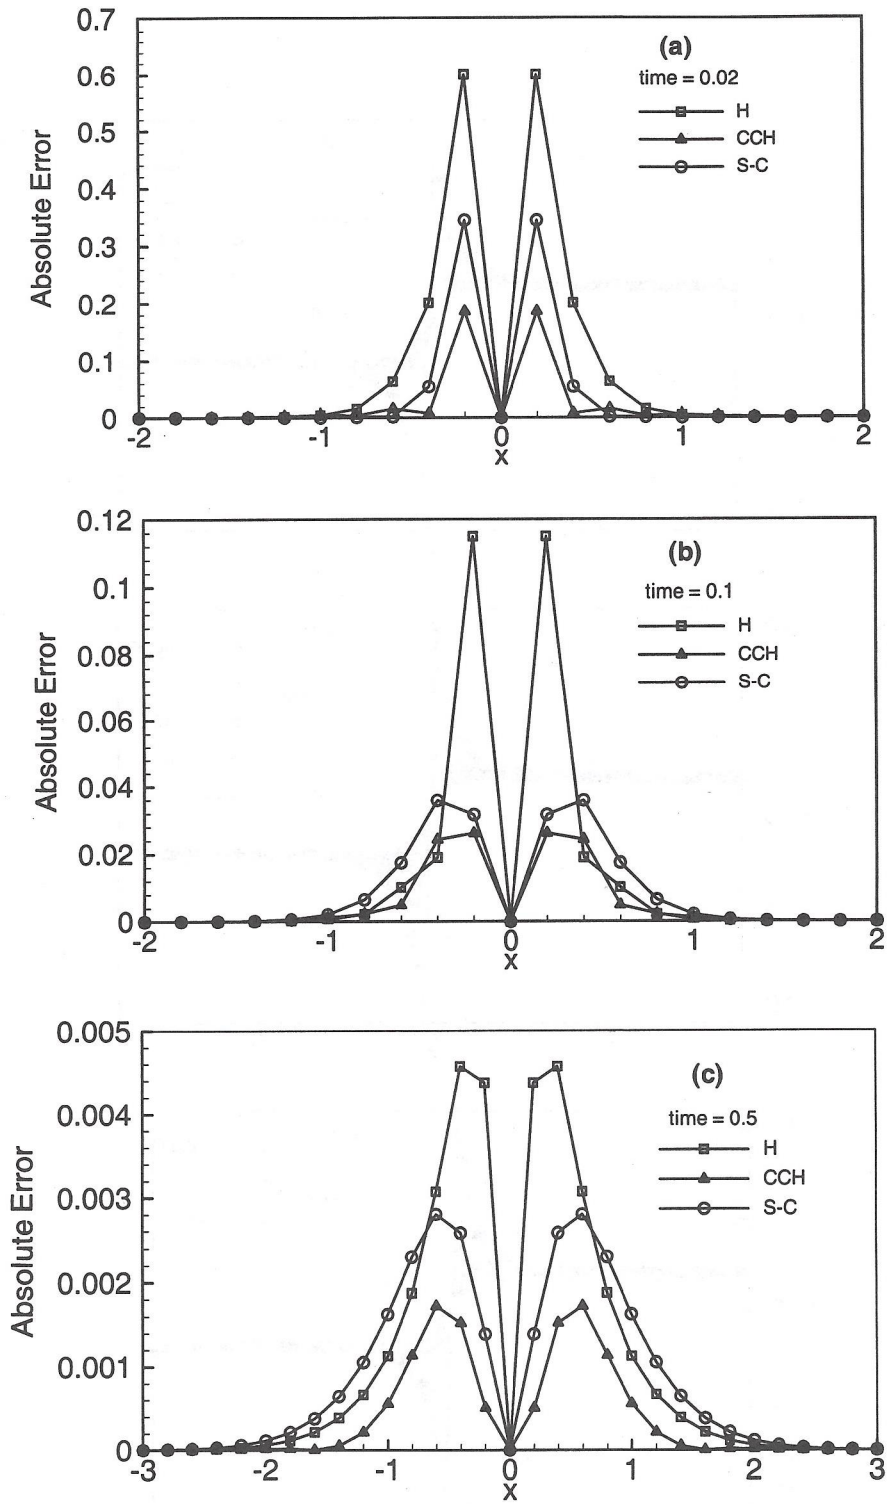 0.7
(a)
0.6
time = 0.02
H
0.5
CCH
S-C
0.4
Absolute Error
0.3
0.2
0.1
0
-2
-1
0
1
2
x
0.12
(b)
0.1
time = 0.1
H
0.08
CCH
S-C
Absolute Error
0.06
0.04
0.02
0
-2
-1
0
1
2
x
0.005
(c)
0.004
time = 0.5
H
CCH
0.003
S-C
Absolute Error
0.002
0.001
0
-3
-2
-1
0
1
2
3
x